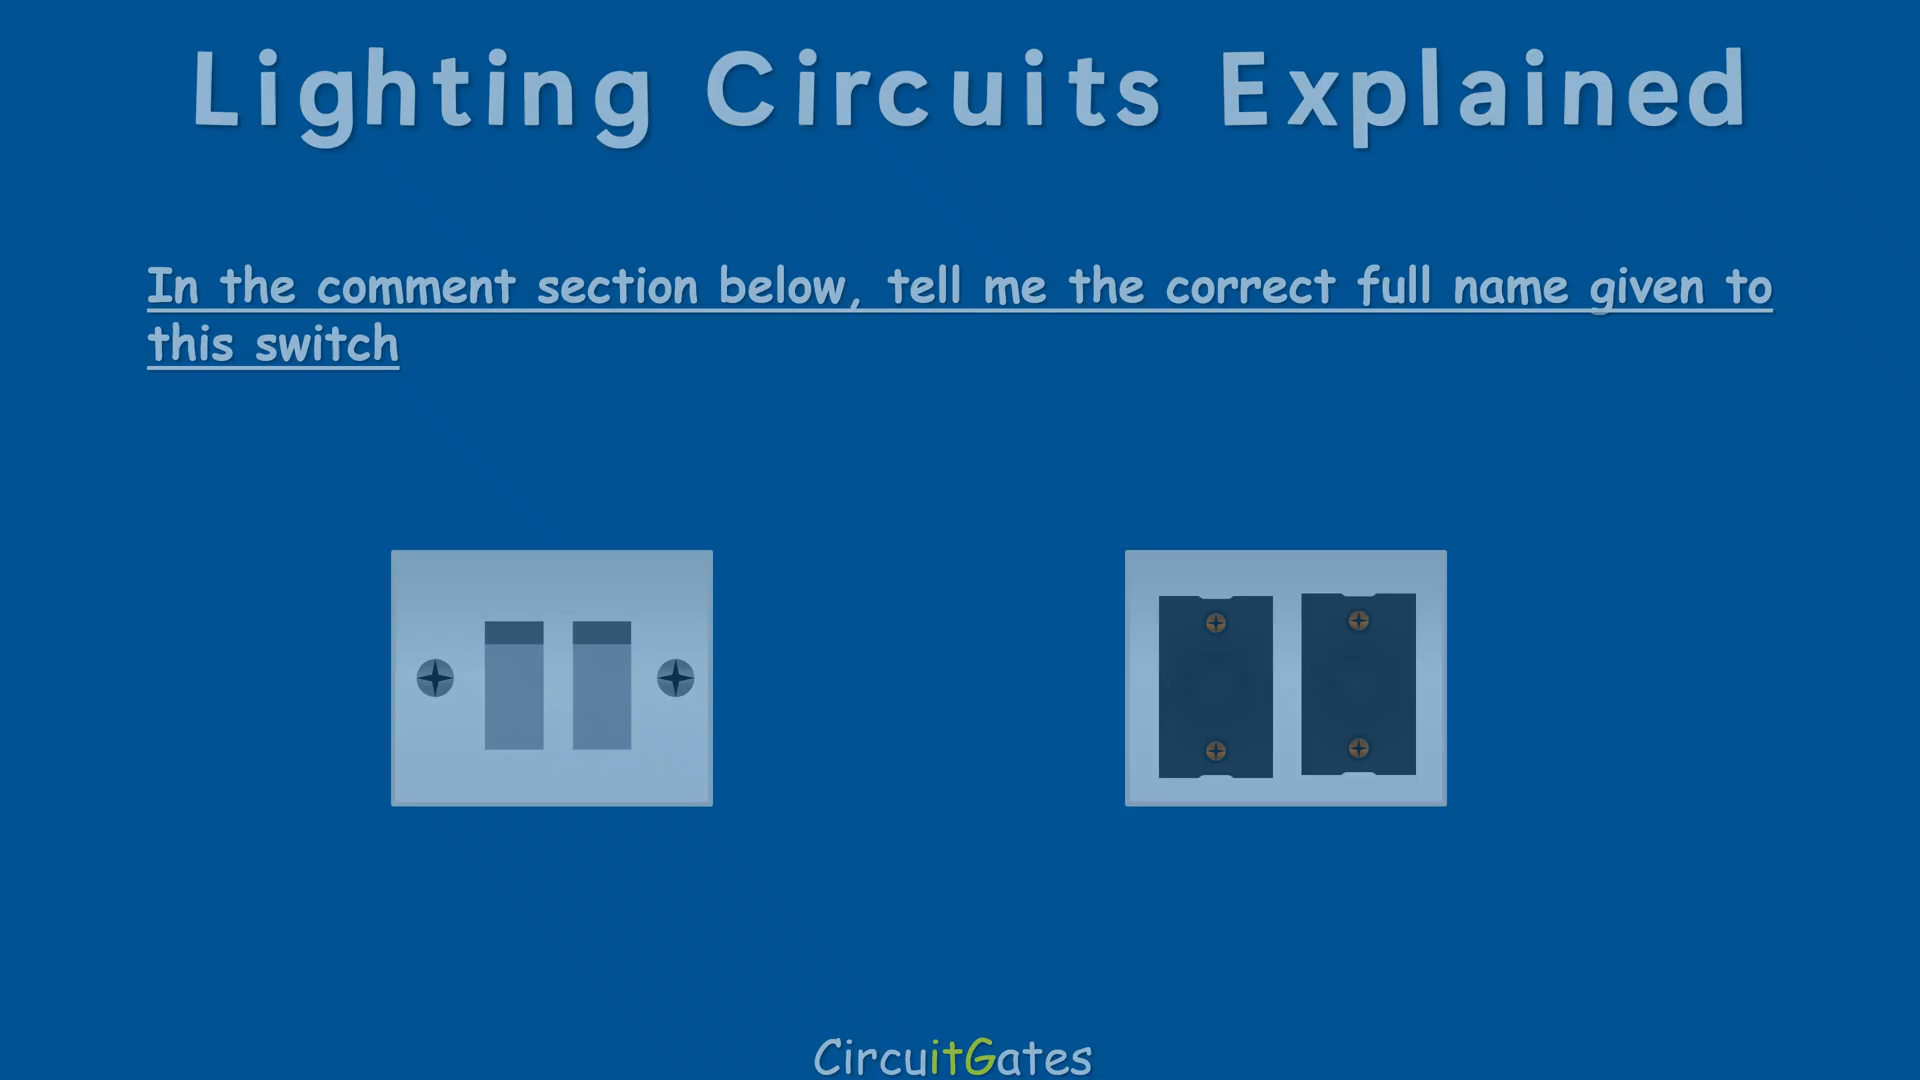 Lighting Circuits Explained
In the comment section below, tell me the correct full name given to
this switch
CircuitGates